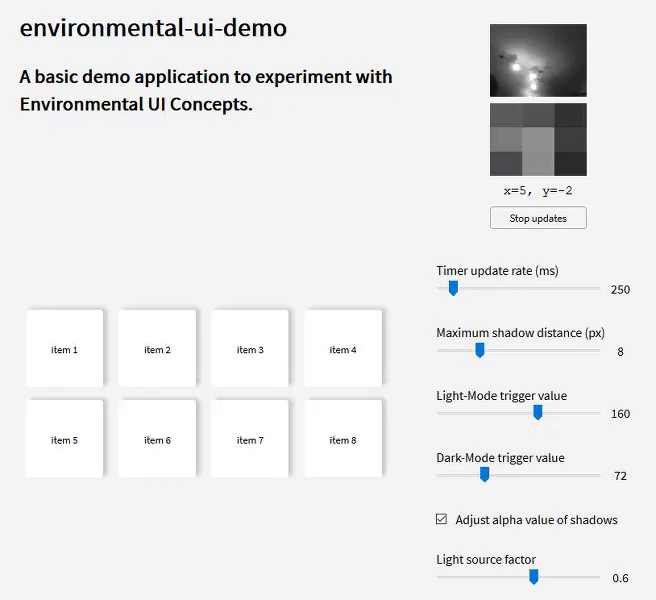 environmental-ui-demo
A basic demo application to experiment with
Environmental UI Concepts.
x=5, y=-2
Stop updates
Timer update rate (ms)
250
Maximum shadow distance (px)
8
item 1 item 2 item 3 item 4
Light-Mode trigger value
160
item 5 item 6 item 7 item 8
Dark-Mode trigger value
72
Adjust alpha value of shadows
Light source factor
0.6